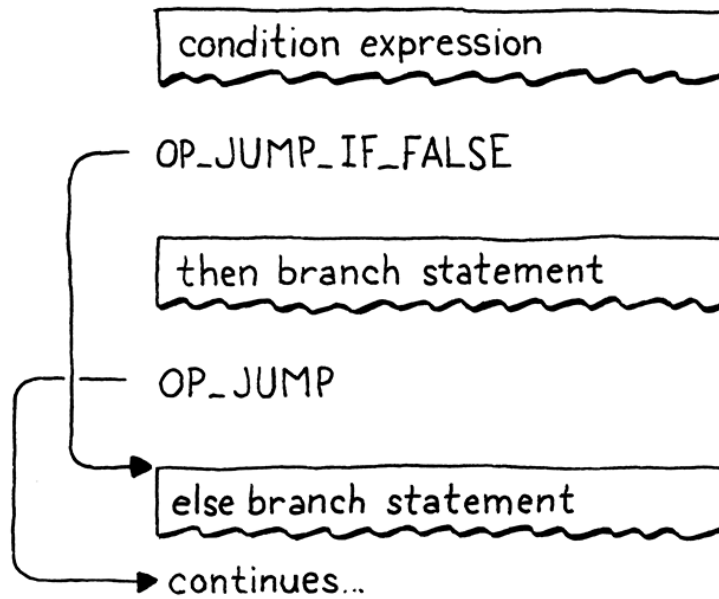 condition expression
OP_JUMP_IF_FALSE
then branch statement
OP_JUMP
else branch statement
continues...